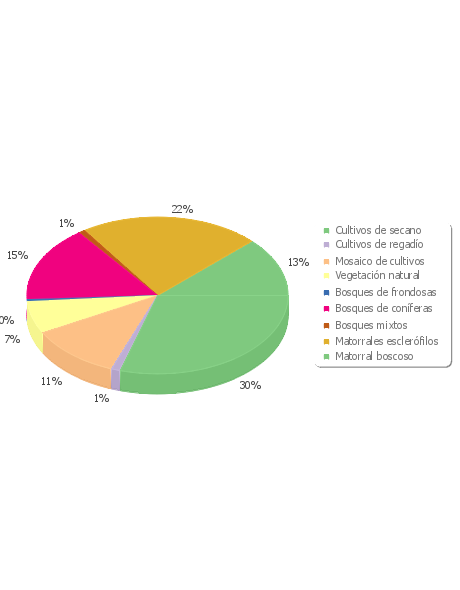 22%
1%
15%
13%
0%
7%
11%
1%
30%
Cultivos de secano
Cultivos de regadío
Mosaico de cultivos
Vegetación natural
Bosques de frondosas
Bosques de coníferas
Bosques mixtos
Matorrales esclerófilos
Matorral boscoso